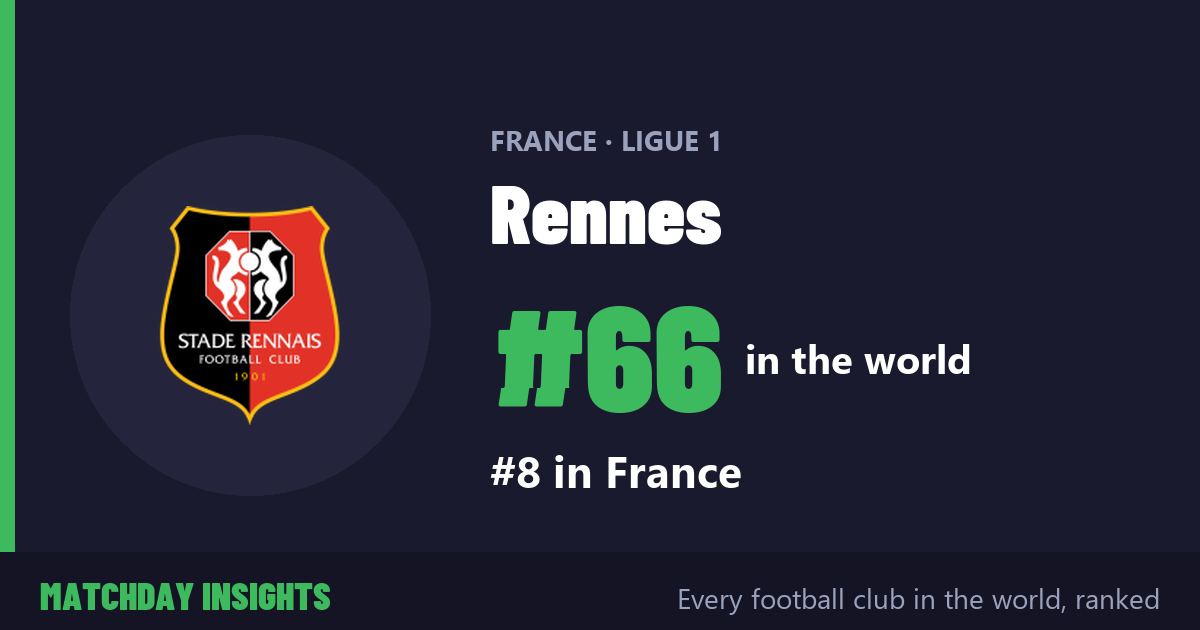 FRANCE · LIGUE 1
Rennes
STADE RENNAIS
FOOTBALL CLUB
1901
#66 in the world
#8 in France
MATCHDAY INSIGHTS
Every football club in the world, ranked